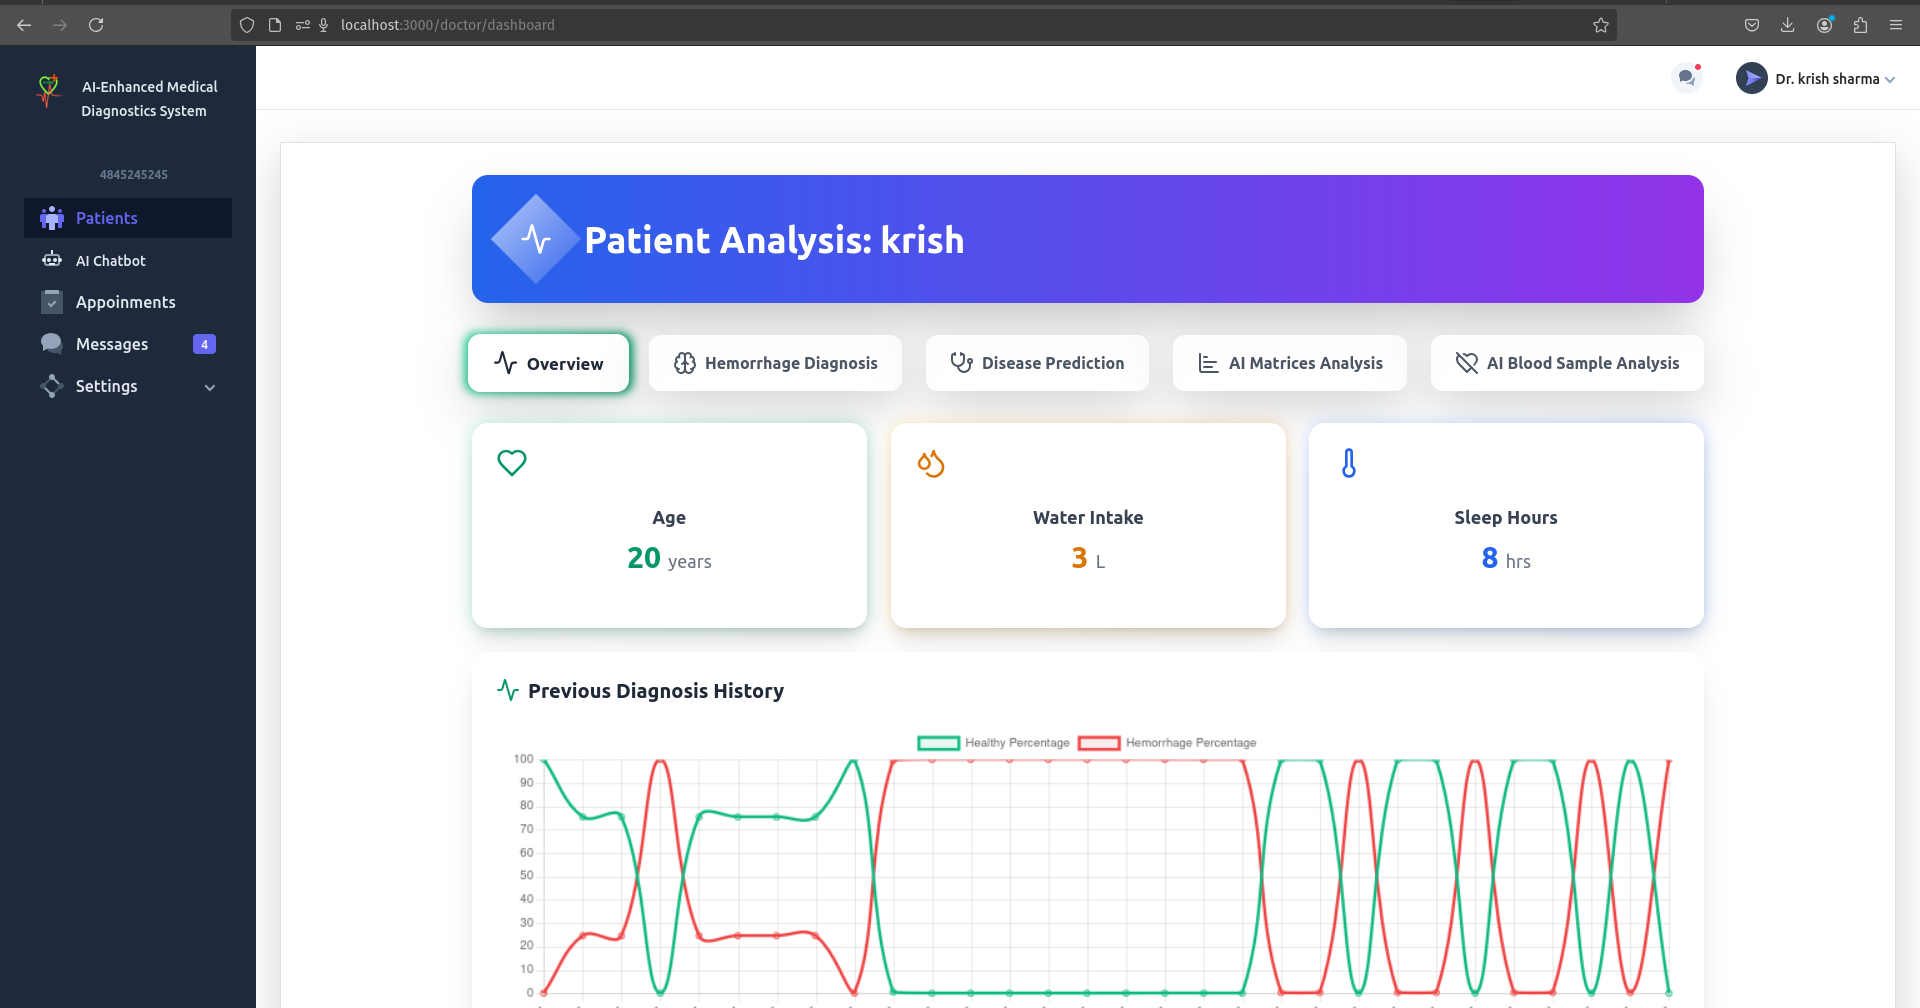 localhost:3000/doctor/dashboard
AI-Enhanced Medical
Diagnostics System
Dr. krish sharma
4845245245
Patients
AI Chatbot
Appoinments
Messages
4
Settings
Patient Analysis: krish
Overview
Hemorrhage Diagnosis
Disease Prediction
AI Matrices Analysis
AI Blood Sample Analysis
Age
20 years
Water Intake
3 L
Sleep Hours
8 hrs
Previous Diagnosis History
Healthy Percentage
Hemorrhage Percentage
100
90
80
70
60
50
40
30
20
10
0